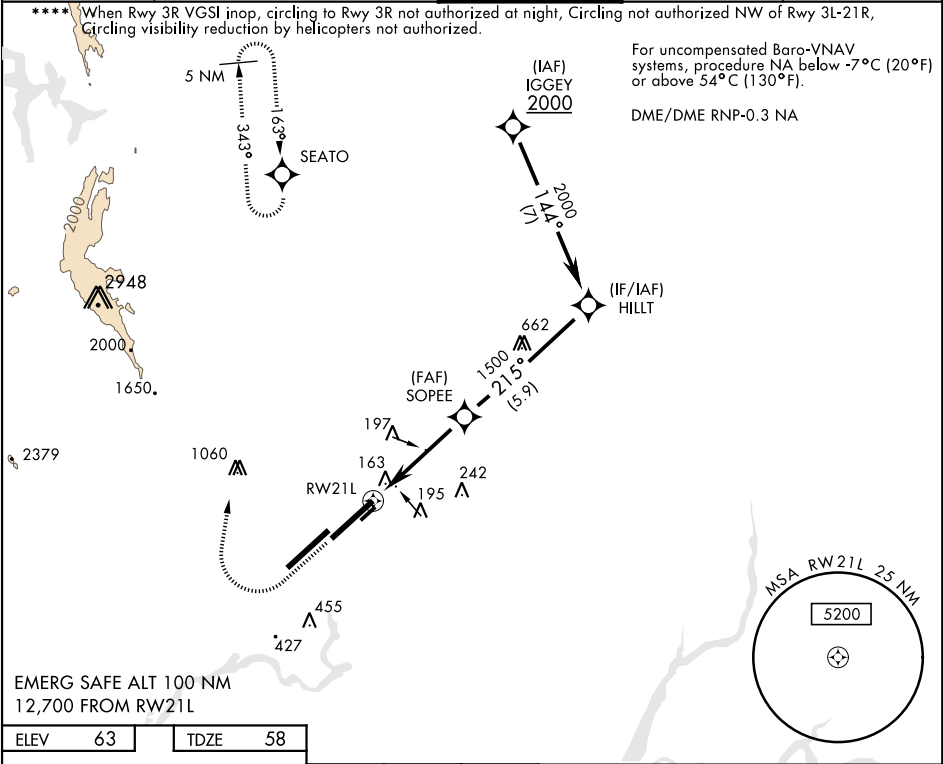 **** When Rwy 3R VGSI inop, circling to Rwy 3R not authorized at night, Circling not authorized NW of Rwy 3L-21R,
Circling visibility reduction by helicopters not authorized.
For uncompensated Baro-VNAV
systems, procedure NA below -7°C (20°F)
or above 54°C (130°F).
DME/DME RNP-0.3 NA
5 NM
343°
163°
SEATO
(IAF)
IGGEY
2000
2000
144°
(7)
(IF/IAF)
HILLT
662
1500
215°
(5.9)
(FAF)
SOPEE
2000
2948
2000
1650
2379
1060
197
163
242
195
RW21L
455
427
MSA RW21L 25 NM
5200
EMERG SAFE ALT 100 NM
12,700 FROM RW21L
ELEV 63
TDZE 58